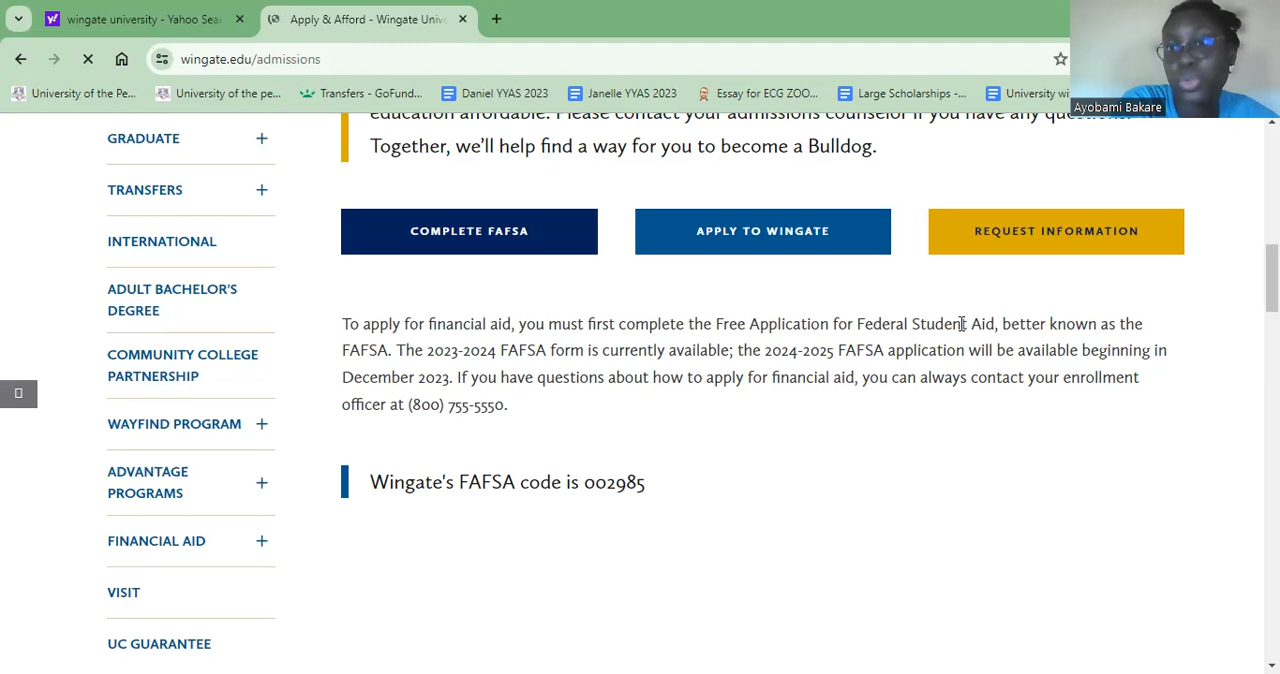 wingate university - Yahoo Sea
Apply & Afford - Wingate Unive
wingate.edu/admissions
University of the Pe...
University of the pe...
Transfers - GoFund...
Daniel YYAS 2023
Janelle YYAS 2023
Essay for ECG ZOO...
Large Scholarships -...
University wi
Ayobami Bakare
GRADUATE
TRANSFERS
INTERNATIONAL
ADULT BACHELOR'S
DEGREE
COMMUNITY COLLEGE
PARTNERSHIP
WAYFIND PROGRAM
ADVANTAGE
PROGRAMS
FINANCIAL AID
VISIT
UC GUARANTEE
education affordable. Please contact your admissions counselor if you have any questions.
Together, we'll help find a way for you to become a Bulldog.
COMPLETE FAFSA
APPLY TO WINGATE
REQUEST INFORMATION
To apply for financial aid, you must first complete the Free Application for Federal Student Aid, better known as the
FAFSA. The 2023-2024 FAFSA form is currently available; the 2024-2025 FAFSA application will be available beginning in
December 2023. If you have questions about how to apply for financial aid, you can always contact your enrollment
officer at (800) 755-5550.
Wingate's FAFSA code is 002985